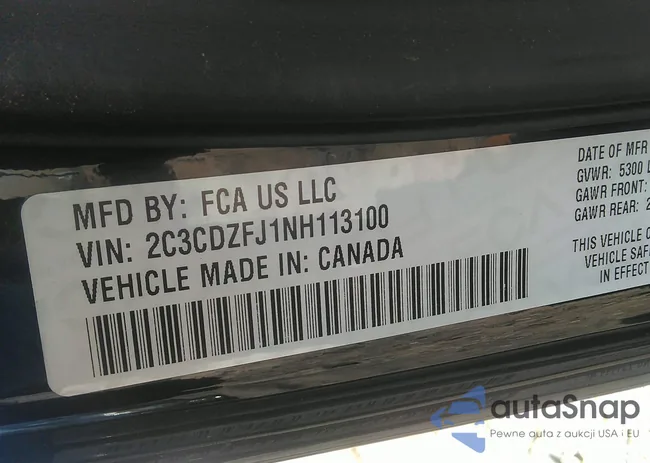 MFD BY: FCA US LLC
VIN: 2C3CDZFJ1NH113100
VEHICLE MADE IN: CANADA
DATE OF MFR
GVWR: 5300 L
GAWR FRONT:
GAWR REAR: 2
THIS VEHICLE C
VEHICLE SAF
IN EFFECT
autaSnap
Pewne auta z aukcji USA i EU